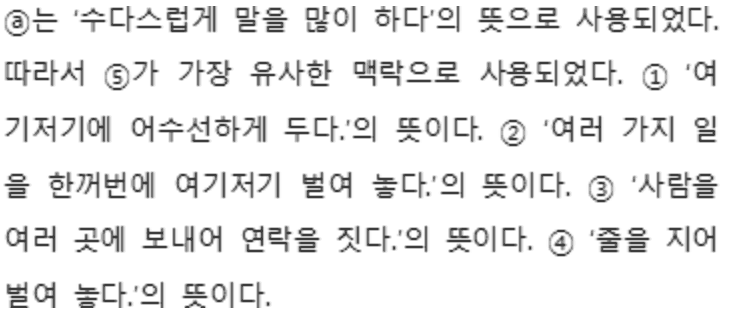 ⓐ는 '수다스럽게 말을 많이 하다'의 뜻으로 사용되었다.
따라서 ⑤가 가장 유사한 맥락으로 사용되었다. ① '여
기저기에 어수선하게 두다.'의 뜻이다. ② '여러 가지 일
을 한꺼번에 여기저기 벌여 놓다.'의 뜻이다. ③ '사람을
여러 곳에 보내어 연락을 짓다.'의 뜻이다. ④ '줄을 지어
벌여 놓다.'의 뜻이다.